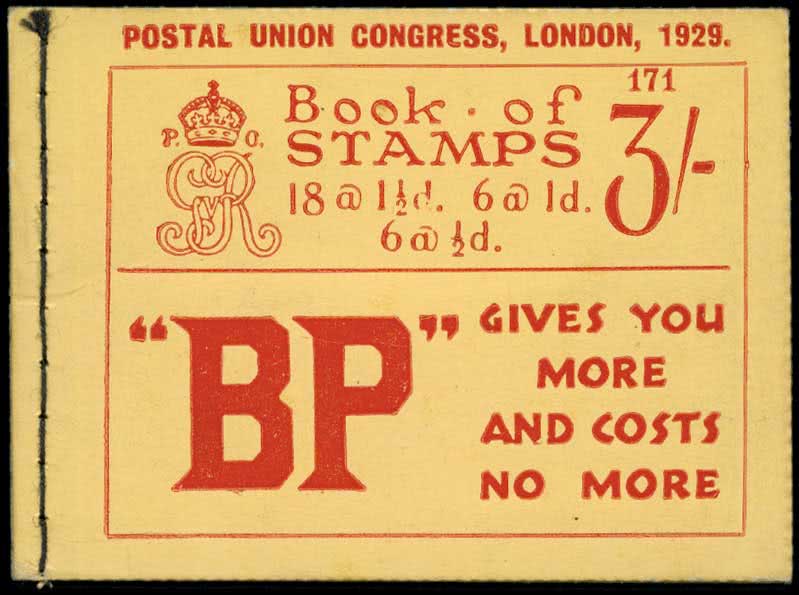 POSTAL UNION CONGRESS, LONDON, 1929.
171
Book · of
STAMPS
3/-
P. O.
GR
18 @ 1½d. 6 @ 1d.
6 @ ½d.
"BP"
GIVES YOU
MORE
AND COSTS
NO MORE